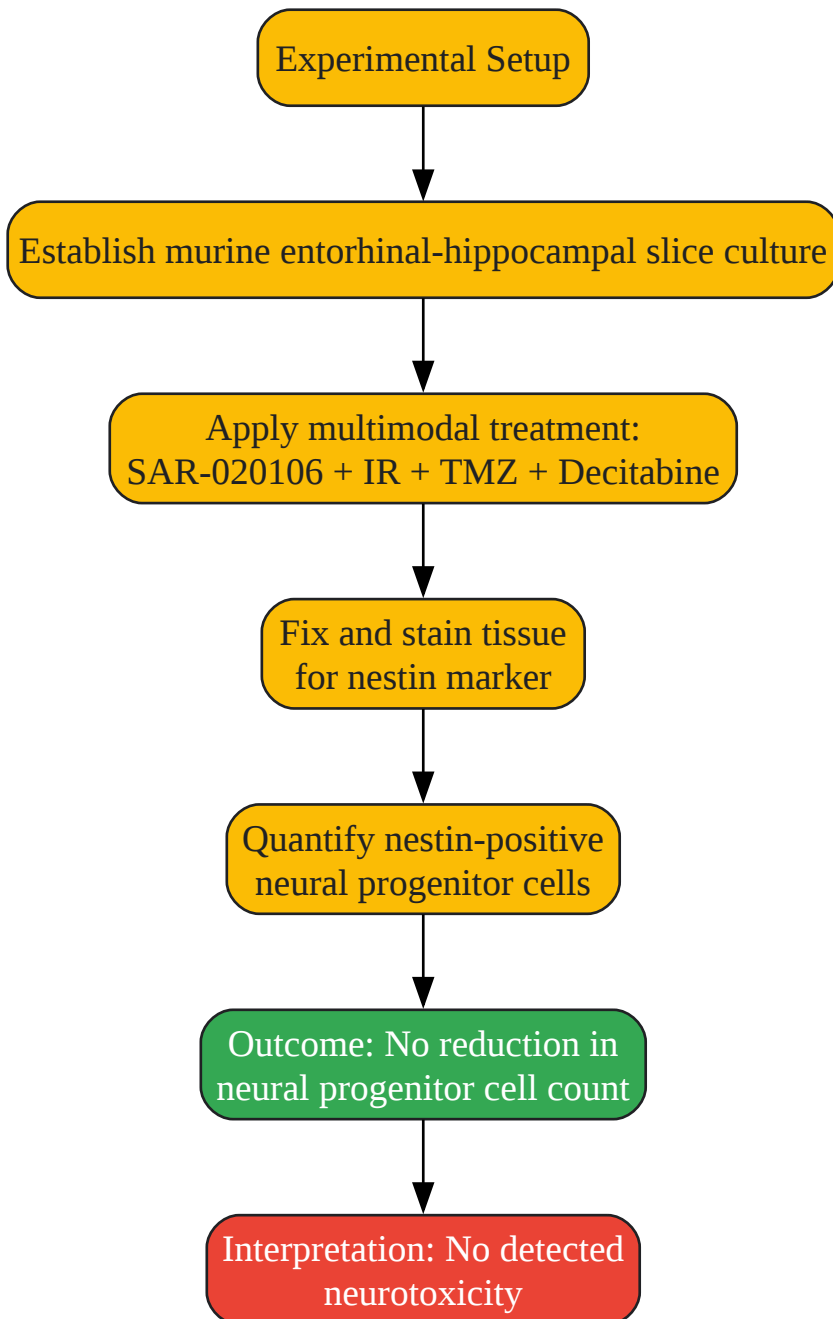 Experimental Setup
Establish murine entorhinal-hippocampal slice culture
Apply multimodal treatment:
SAR-020106 + IR + TMZ + Decitabine
Fix and stain tissue
for nestin marker
Quantify nestin-positive
neural progenitor cells
Outcome: No reduction in
neural progenitor cell count
Interpretation: No detected
neurotoxicity